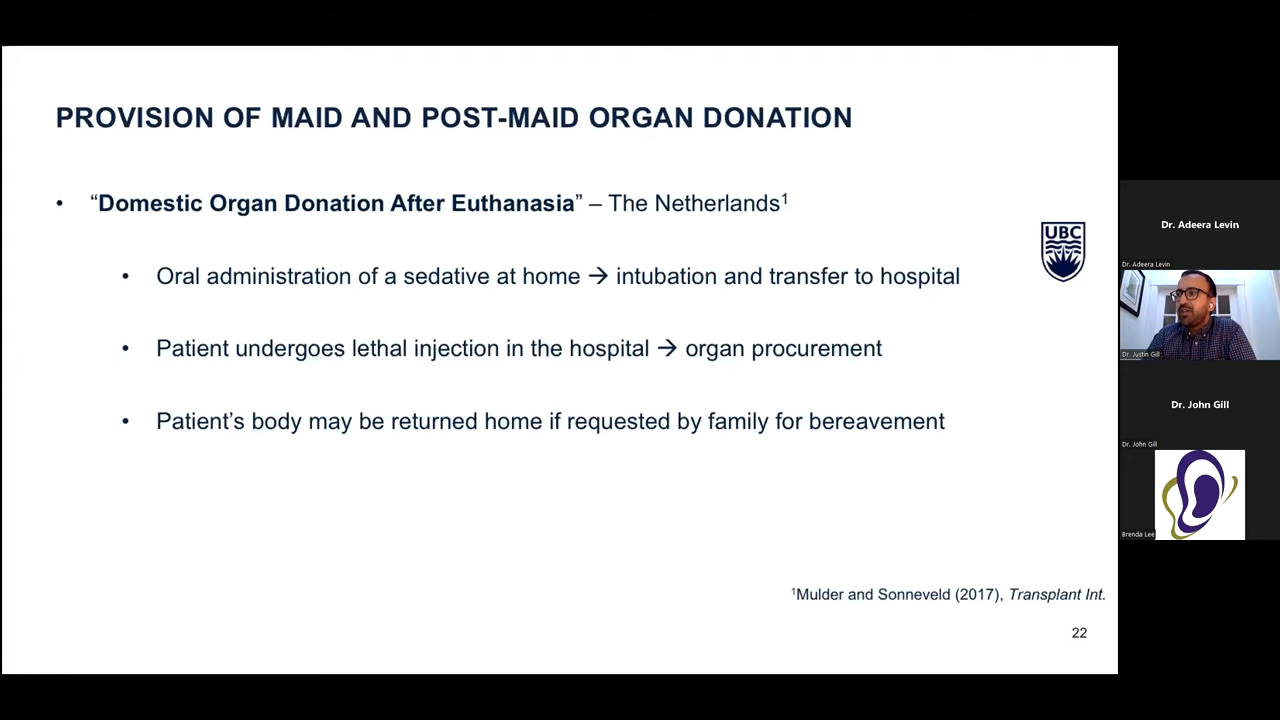 PROVISION OF MAID AND POST-MAID ORGAN DONATION
• “Domestic Organ Donation After Euthanasia” – The Netherlands¹
• Oral administration of a sedative at home → intubation and transfer to hospital
• Patient undergoes lethal injection in the hospital → organ procurement
• Patient’s body may be returned home if requested by family for bereavement
¹Mulder and Sonneveld (2017), Transplant Int.
22
UBC
Dr. Adeera Levin
Dr. Adeera Levin
Dr. Justin Gill
Dr. John Gill
Dr. John Gill
Brenda Lee